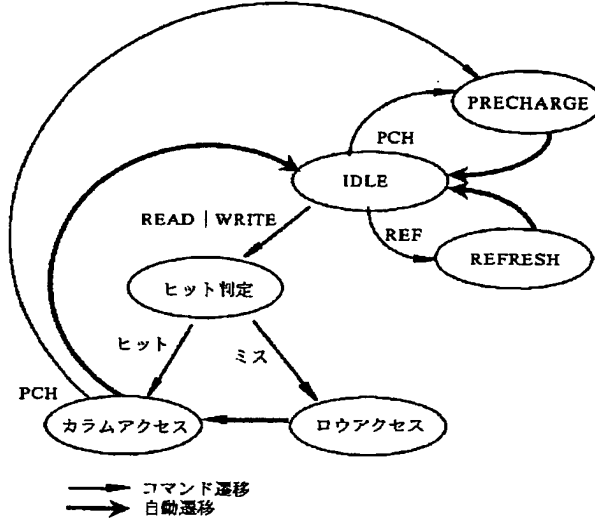 PRECHARGE
PCH
IDLE
READ | WRITE
REF
REFRESH
ヒット判定
ヒット
ミス
PCH
カラムアクセス
ロウアクセス
コマンド遷移
自動遷移